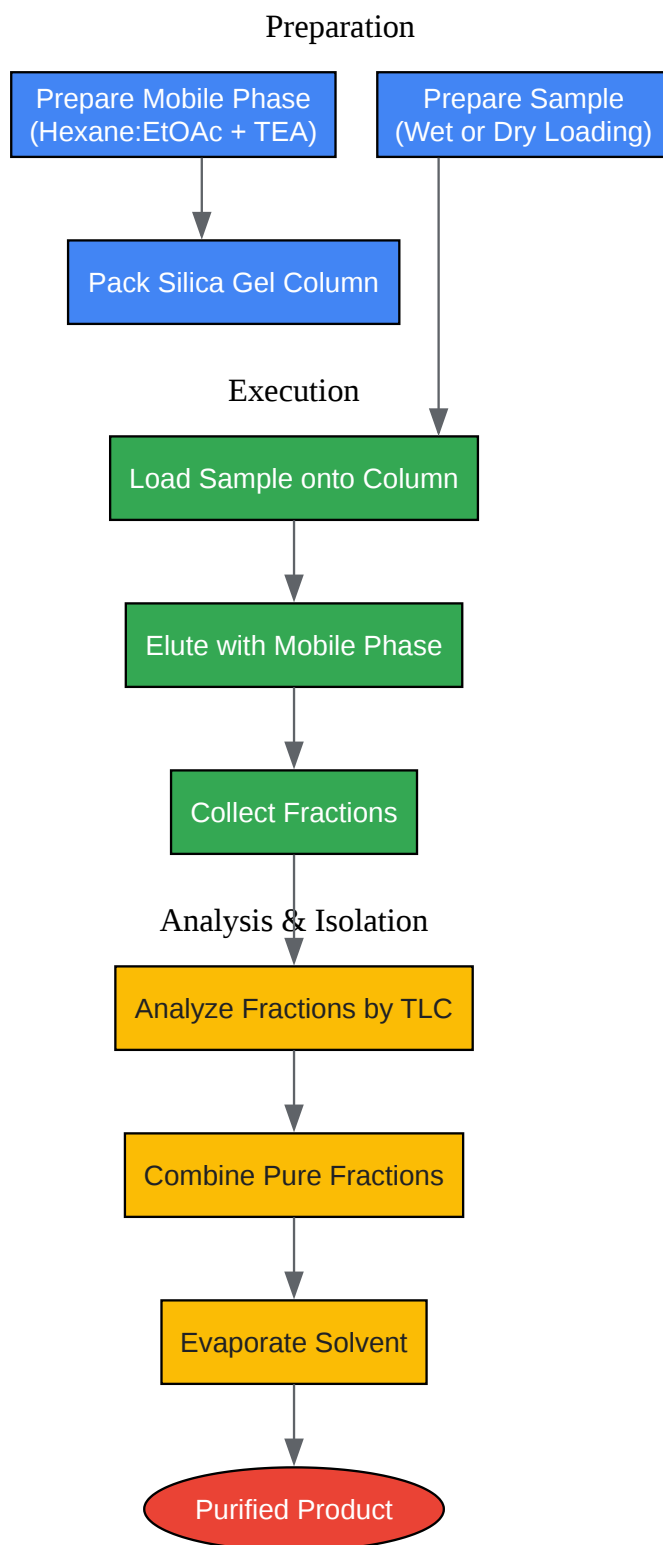 Preparation
Prepare Mobile Phase
(Hexane:EtOAc + TEA)
Prepare Sample
(Wet or Dry Loading)
Pack Silica Gel Column
Execution
Load Sample onto Column
Elute with Mobile Phase
Collect Fractions
Analysis & Isolation
Analyze Fractions by TLC
Combine Pure Fractions
Evaporate Solvent
Purified Product